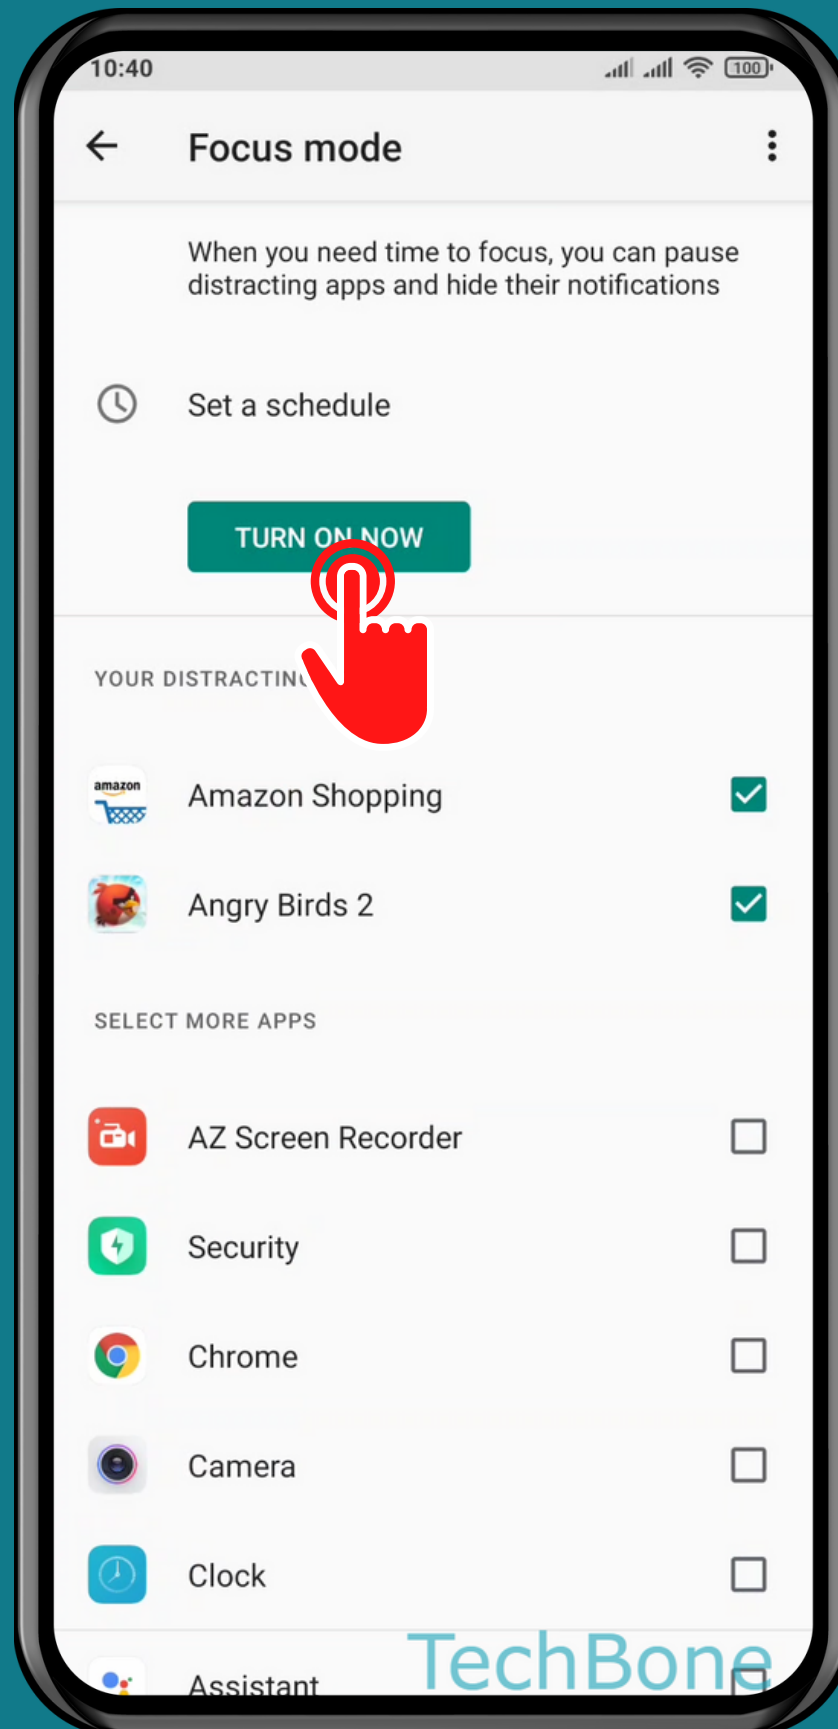 10:40
100
Focus mode
When you need time to focus, you can pause
distracting apps and hide their notifications
Set a schedule
TURN ON NOW
YOUR DISTRACTING
amazon
Amazon Shopping
Angry Birds 2
SELECT MORE APPS
AZ Screen Recorder
Security
Chrome
Camera
Clock
TechBone
Assistant